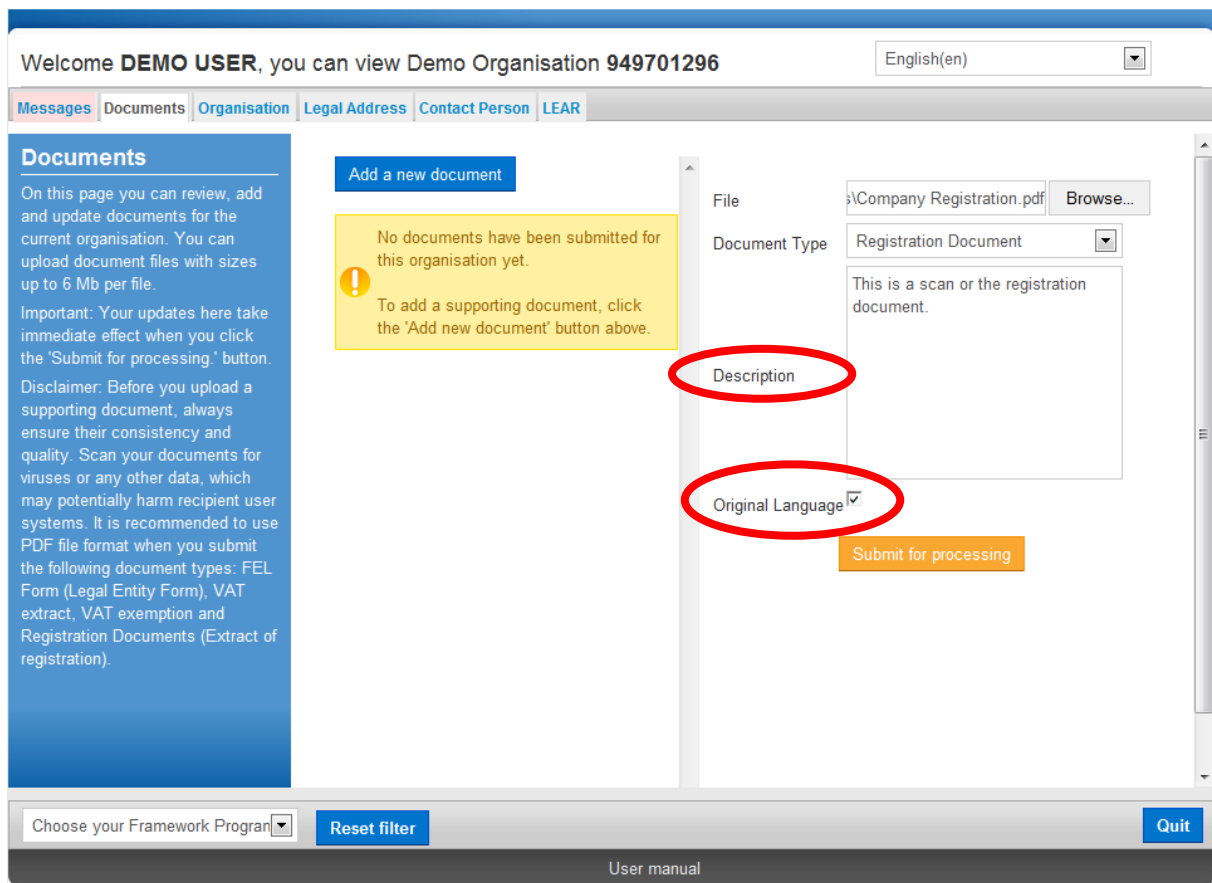 Welcome DEMO USER, you can view Demo Organisation 949701296
English(en)
Messages Documents Organisation Legal Address Contact Person LEAR
Documents
On this page you can review, add
and update documents for the
current organisation. You can
upload document files with sizes
up to 6 Mb per file.
Important: Your updates here take
immediate effect when you click
the 'Submit for processing.' button.
Disclaimer: Before you upload a
supporting document, always
ensure their consistency and
quality. Scan your documents for
viruses or any other data, which
may potentially harm recipient user
systems. It is recommended to use
PDF file format when you submit
the following document types: FEL
Form (Legal Entity Form), VAT
extract, VAT exemption and
Registration Documents (Extract of
registration).
Add a new document
No documents have been submitted for
this organisation yet.
To add a supporting document, click
the 'Add new document' button above.
File s\Company Registration.pdf Browse...
Document Type Registration Document
This is a scan or the registration
document.
Description
Original Language
Submit for processing
Choose your Framework Progran
Reset filter
Quit
User manual